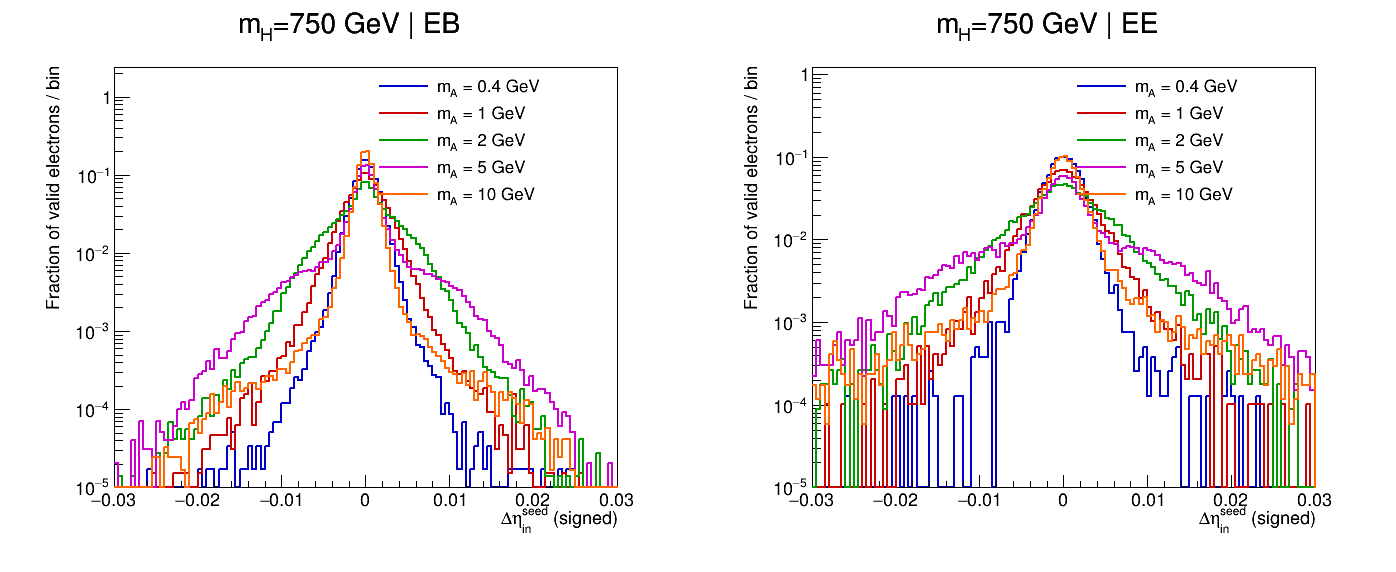 m_H=750 GeV | EB
Fraction of valid electrons / bin
m_A = 0.4 GeV
m_A = 1 GeV
m_A = 2 GeV
m_A = 5 GeV
m_A = 10 GeV
1
10^−1
10^−2
10^−3
10^−4
10^−5
−0.03 −0.02 −0.01 0 0.01 0.02 0.03
Δη_in^seed (signed)
m_H=750 GeV | EE
Fraction of valid electrons / bin
m_A = 0.4 GeV
m_A = 1 GeV
m_A = 2 GeV
m_A = 5 GeV
m_A = 10 GeV
1
10^−1
10^−2
10^−3
10^−4
10^−5
−0.03 −0.02 −0.01 0 0.01 0.02 0.03
Δη_in^seed (signed)